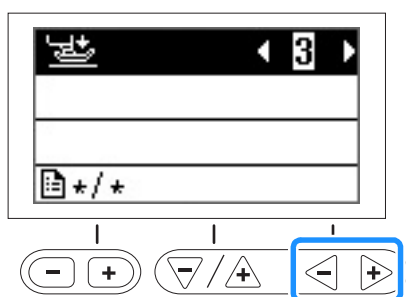 3
*/*
- +
- / +
- +